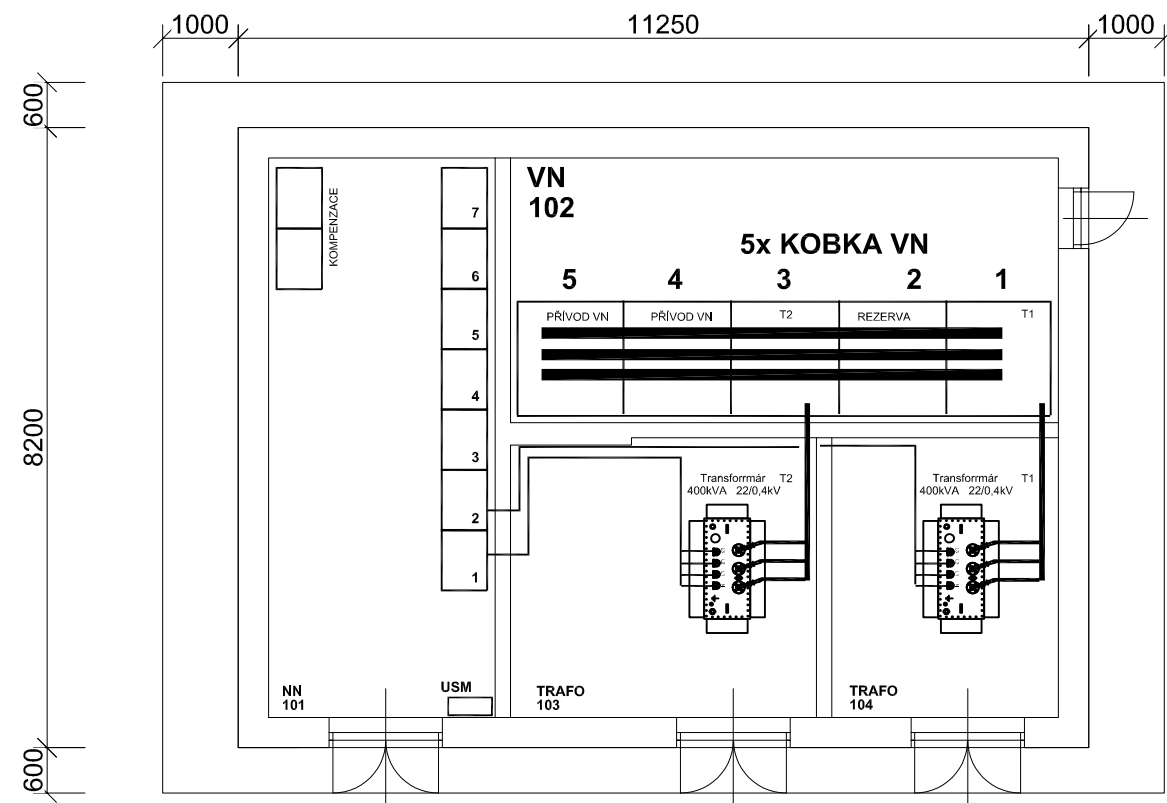 1000
11250
1000
600
8200
600
VN
102
5x KOBKA VN
5
4
3
2
1
PŘÍVOD VN
PŘÍVOD VN
T2
REZERVA
T1
KOMPENZACE
7
6
5
4
3
2
1
Transformár T2
400kVA 22/0,4kV
Transformár T1
400kVA 22/0,4kV
NN
101
USM
TRAFO
103
TRAFO
104